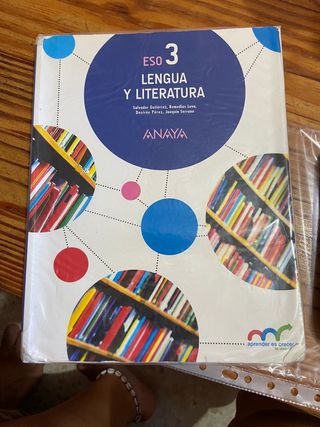 ESO 3
LENGUA
Y LITERATURA
Salvador Gutiérrez, Remedios Luna,
Desirée Pérez, Joaquín Serrano
ANAYA
aprender es crecer